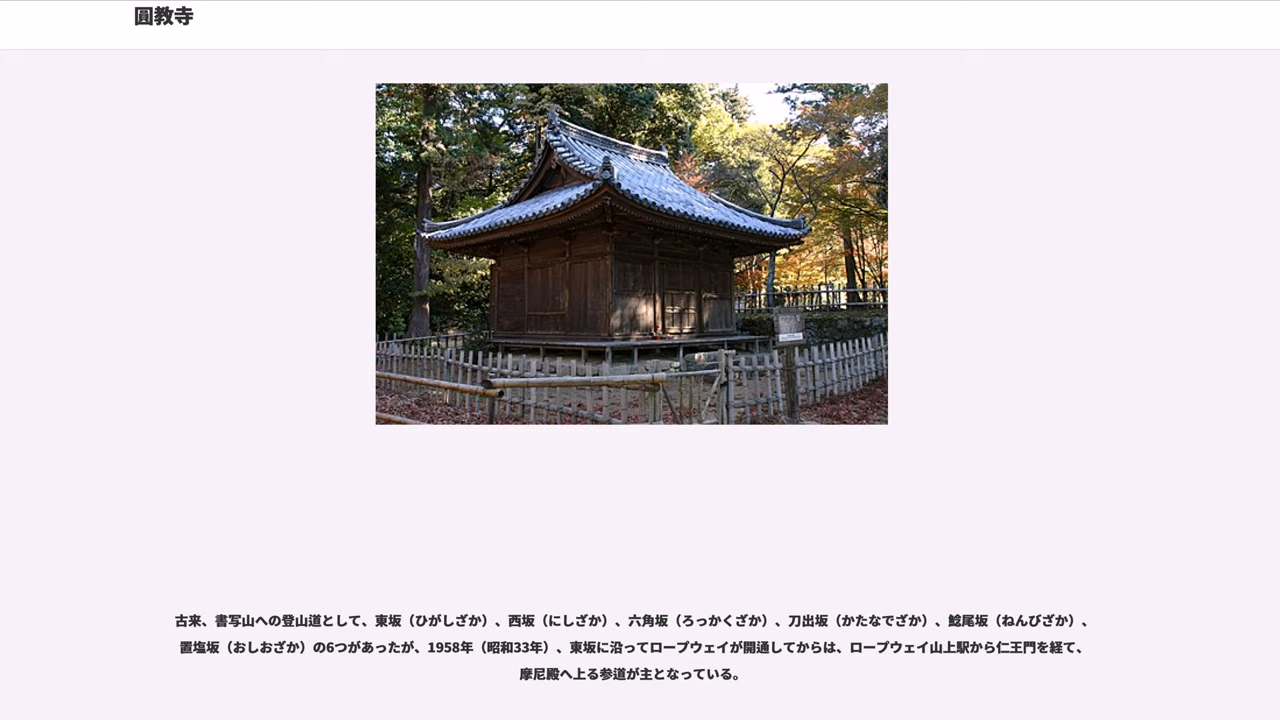 圓教寺
古来、書写山への登山道として、東坂（ひがしざか）、西坂（にしざか）、六角坂（ろっかくざか）、刀出坂（かたなでざか）、鯰尾坂（ねんびざか）、
置塩坂（おしおざか）の6つがあったが、1958年（昭和33年）、東坂に沿ってロープウェイが開通してからは、ロープウェイ山上駅から仁王門を経て、
摩尼殿へ上る参道が主となっている。